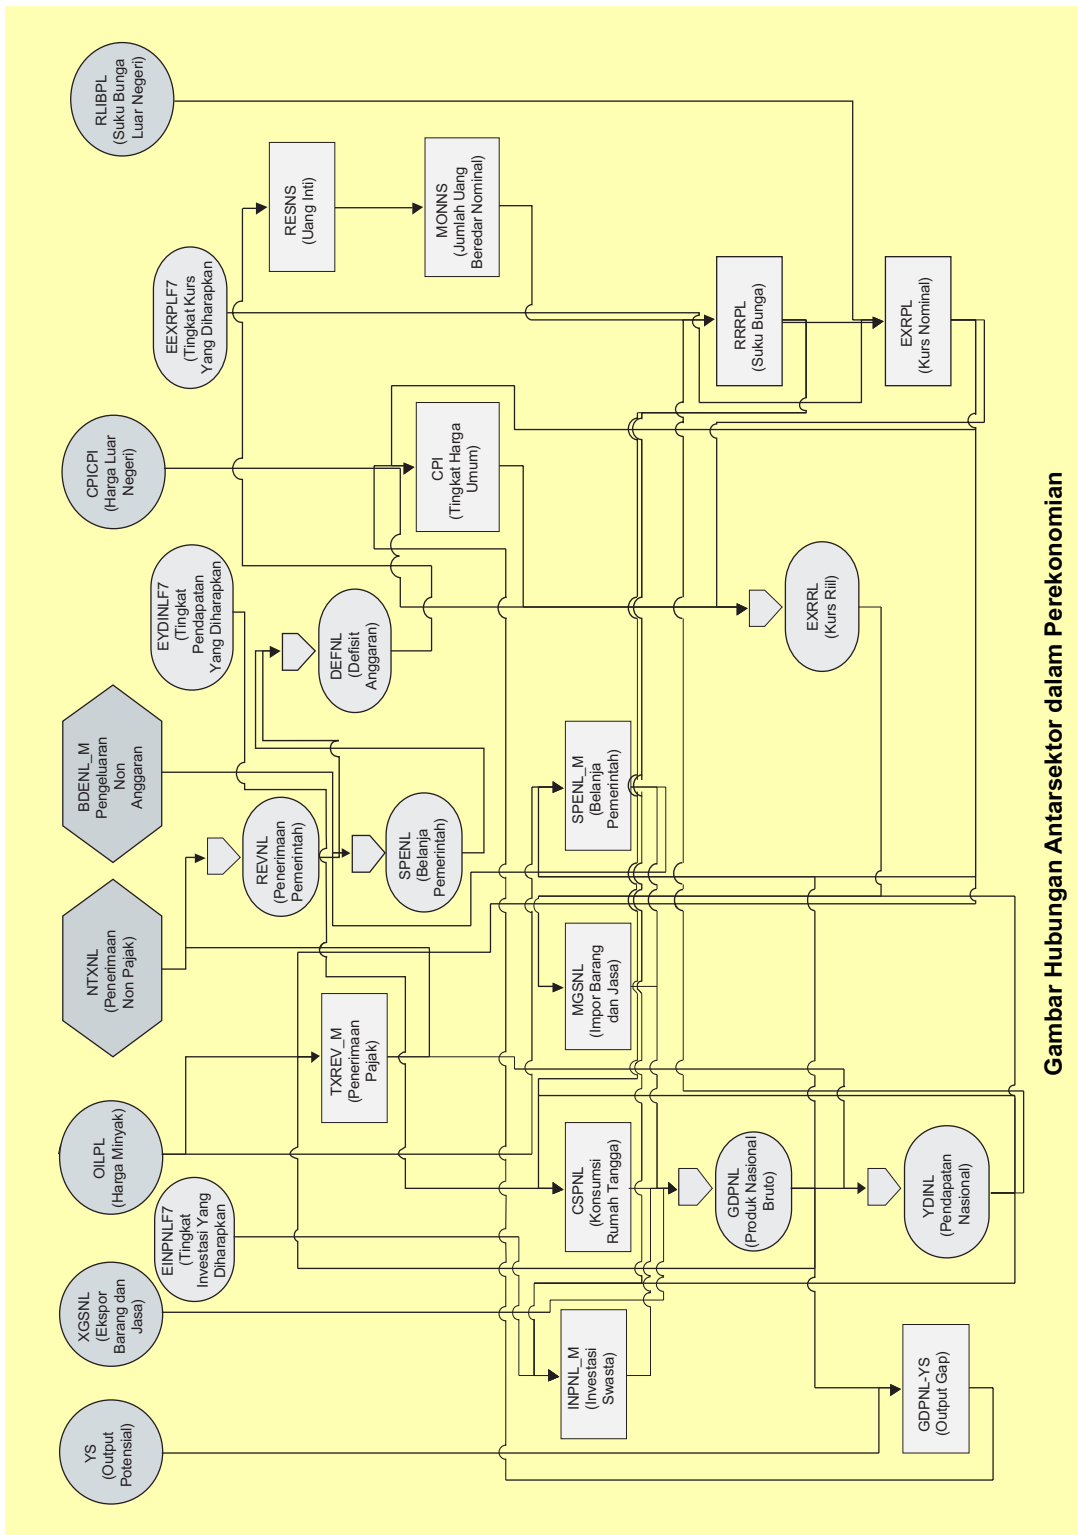 YS
(Output
Potensial)
XGSNL
(Ekspor
Barang dan
Jasa)
EINPNLF7
(Tingkat
Investasi Yang
Diharapkan
OILPL
(Harga Minyak)
NTXNL
(Penerimaan
Non Pajak)
BDENL_M
Pengeluaran
Non
Anggaran
EYDINLF7
(Tingkat
Pendapatan
Yang Diharapkan
CPICPI
(Harga Luar
Negeri)
EEXRPLF7
(Tingkat Kurs
Yang Diharapkan
RLIBPL
(Suku Bunga
Luar Negeri)
REVNL
(Penerimaan
Pemerintah)
RESNS
(Uang Inti)
TXREV_M
(Penerimaan
Pajak)
DEFNL
(Defisit
Anggaran)
SPENL
(Belanja
Pemerintah)
CPI
(Tingkat Harga
Umum)
MONNS
(Jumlah Uang
Beredar Nominal)
INPNL_M
(Investasi
Swasta)
CSPNL
(Konsumsi
Rumah Tangga)
MGSNL
(Impor Barang
dan Jasa)
SPENL_M
(Belanja
Pemerintah)
GDPNL
(Produk Nasional
Bruto)
RRRPL
(Suku Bunga)
EXRRL
(Kurs Riil)
GDPNL-YS
(Output Gap)
YDINL
(Pendapatan
Nasional)
EXRPL
(Kurs Nominal)
Gambar Hubungan Antarsektor dalam Perekonomian